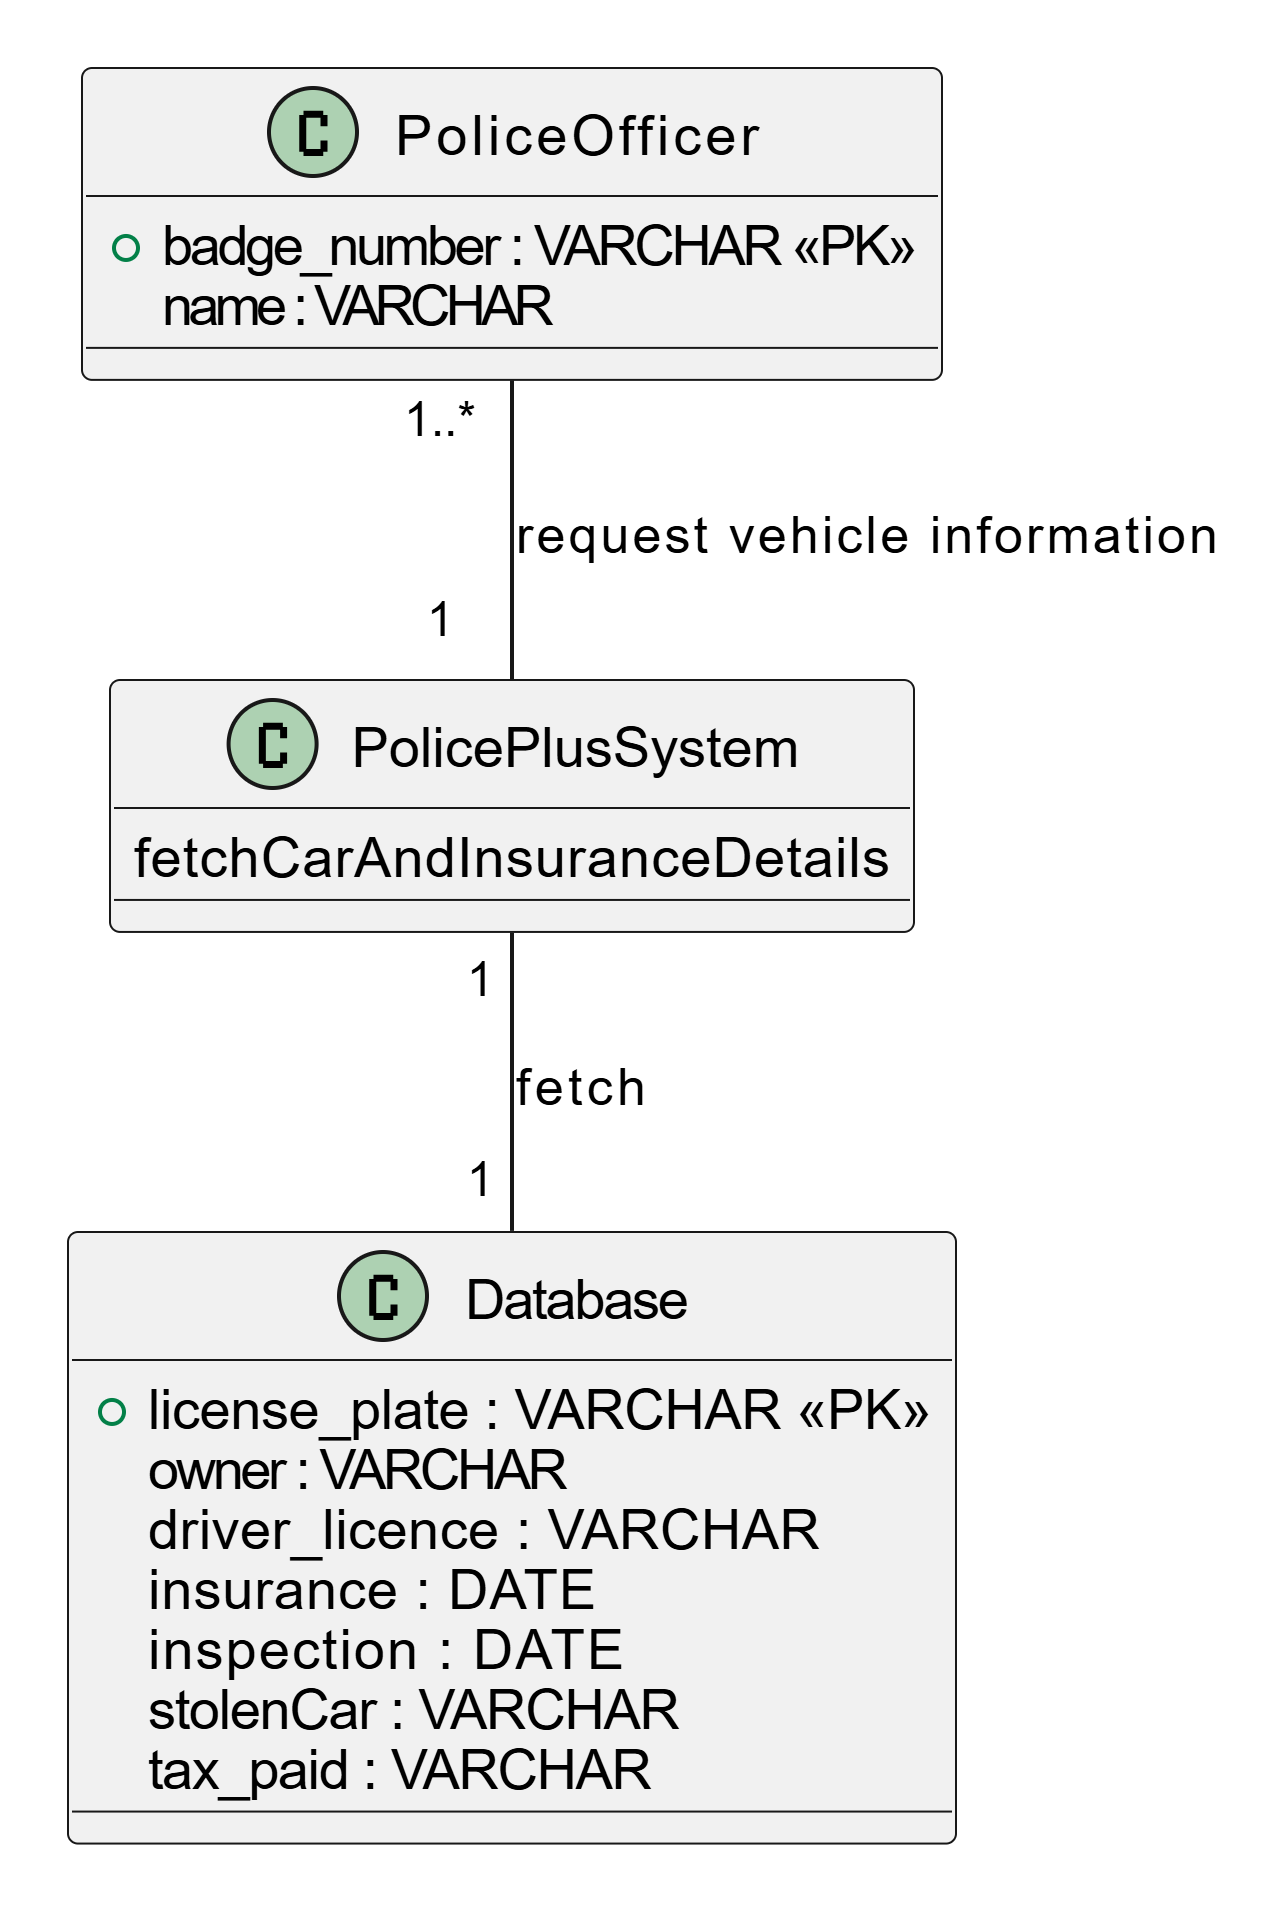 C PoliceOfficer
badge_number : VARCHAR «PK»
name : VARCHAR
1..*
request vehicle information
1
C PolicePlusSystem
fetchCarAndInsuranceDetails
1
fetch
1
C Database
license_plate : VARCHAR «PK»
owner : VARCHAR
driver_licence : VARCHAR
insurance : DATE
inspection : DATE
stolenCar : VARCHAR
tax_paid : VARCHAR